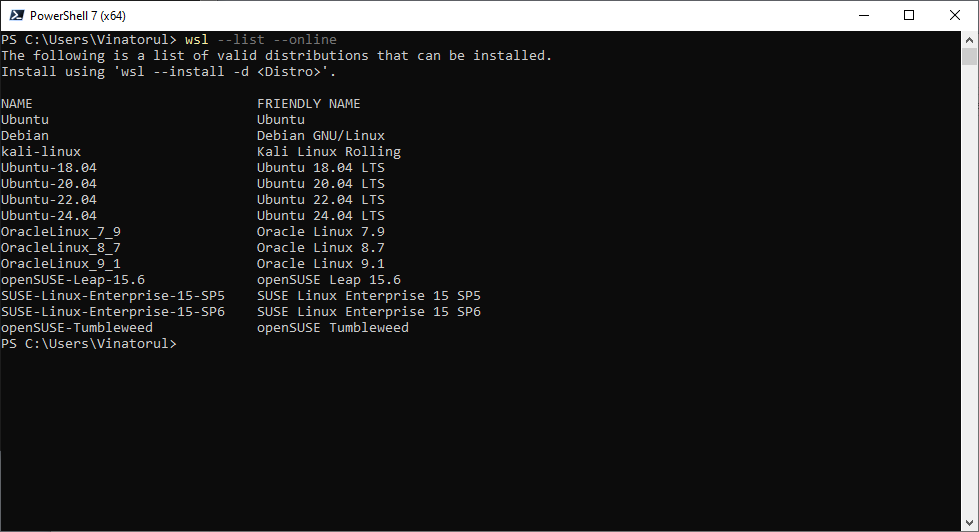 PowerShell 7 (x64)
PS C:\Users\Vinatorul> wsl --list --online
The following is a list of valid distributions that can be installed.
Install using 'wsl --install -d <Distro>'.
NAME                            FRIENDLY NAME
Ubuntu                          Ubuntu
Debian                          Debian GNU/Linux
kali-linux                      Kali Linux Rolling
Ubuntu-18.04                    Ubuntu 18.04 LTS
Ubuntu-20.04                    Ubuntu 20.04 LTS
Ubuntu-22.04                    Ubuntu 22.04 LTS
Ubuntu-24.04                    Ubuntu 24.04 LTS
OracleLinux_7_9                 Oracle Linux 7.9
OracleLinux_8_7                 Oracle Linux 8.7
OracleLinux_9_1                 Oracle Linux 9.1
openSUSE-Leap-15.6              openSUSE Leap 15.6
SUSE-Linux-Enterprise-15-SP5    SUSE Linux Enterprise 15 SP5
SUSE-Linux-Enterprise-15-SP6    SUSE Linux Enterprise 15 SP6
openSUSE-Tumbleweed             openSUSE Tumbleweed
PS C:\Users\Vinatorul>